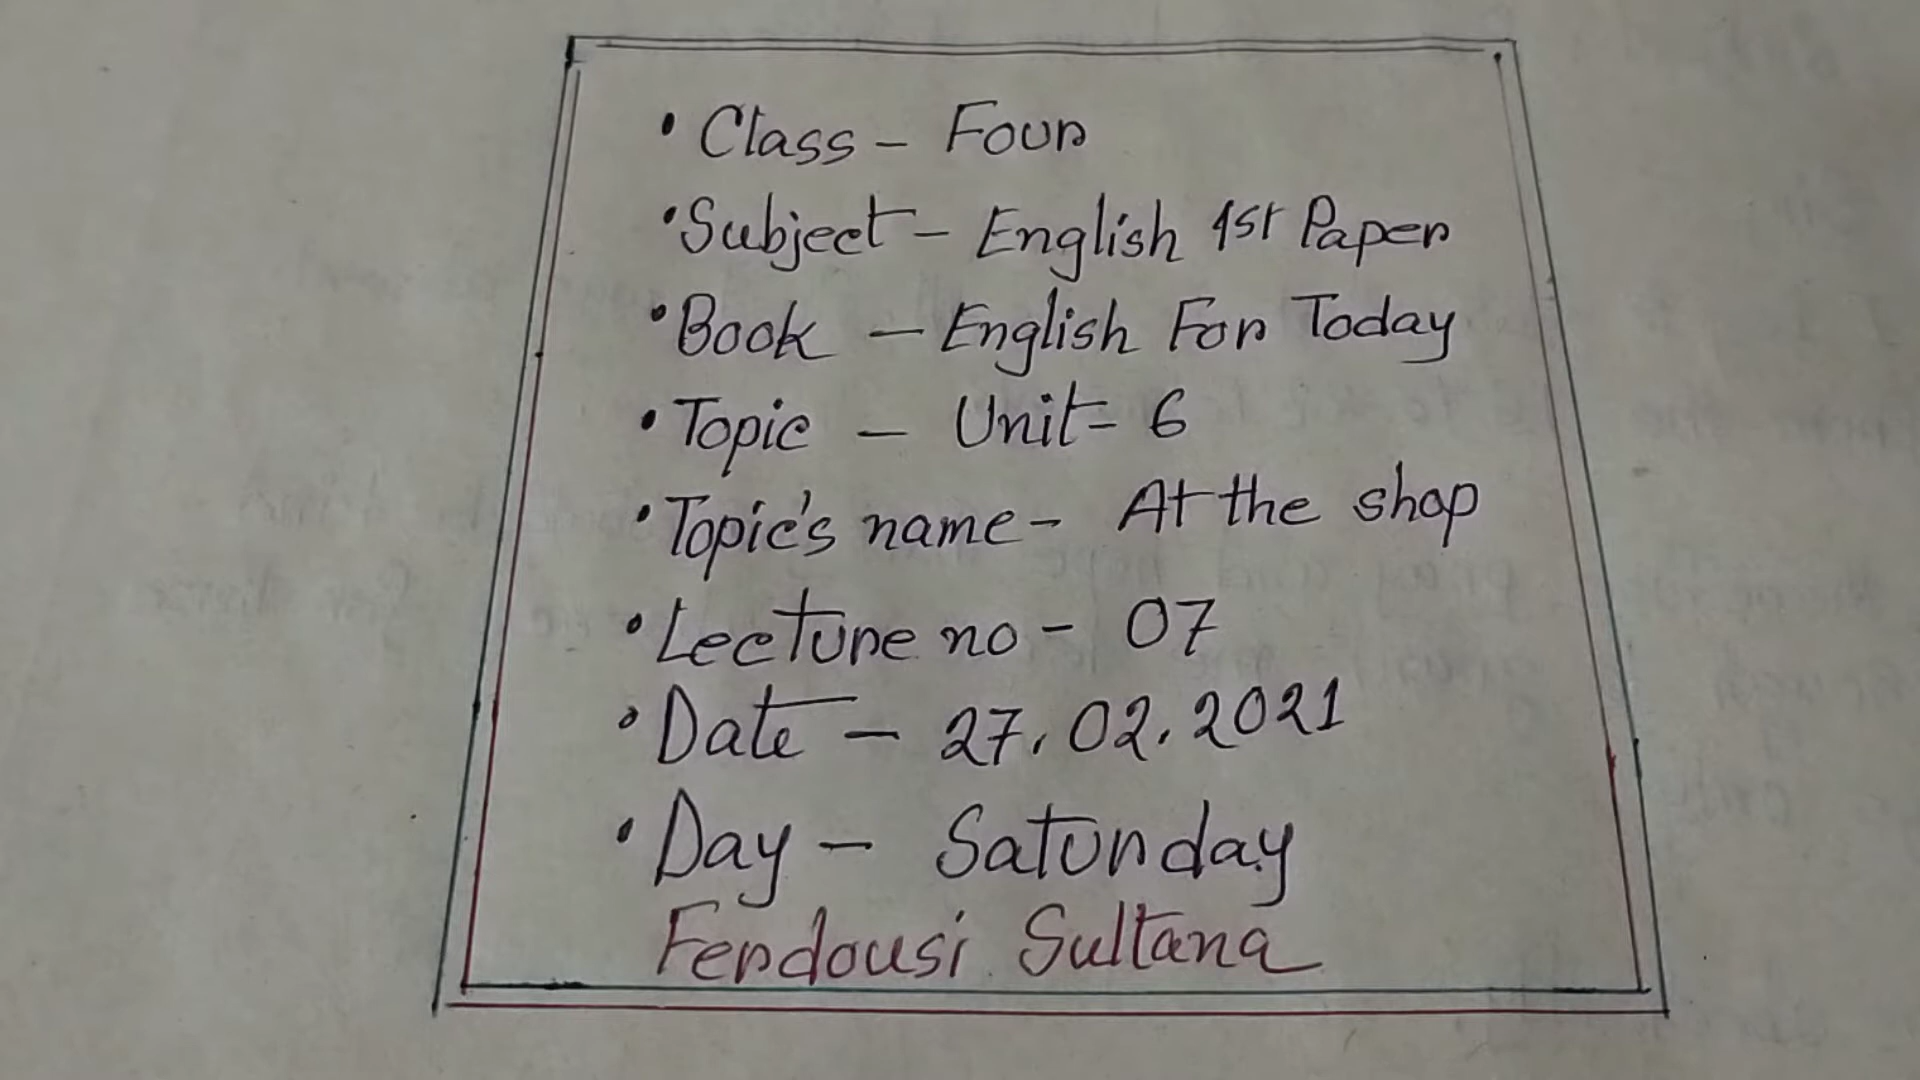 • Class - Four
• Subject - English 1st Paper
• Book - English For Today
• Topic - Unit = 6
• Topic's name - At the shop
• Lecture no - 07
• Date - 27.02.2021
• Day - Saturday
Ferdousi Sultana